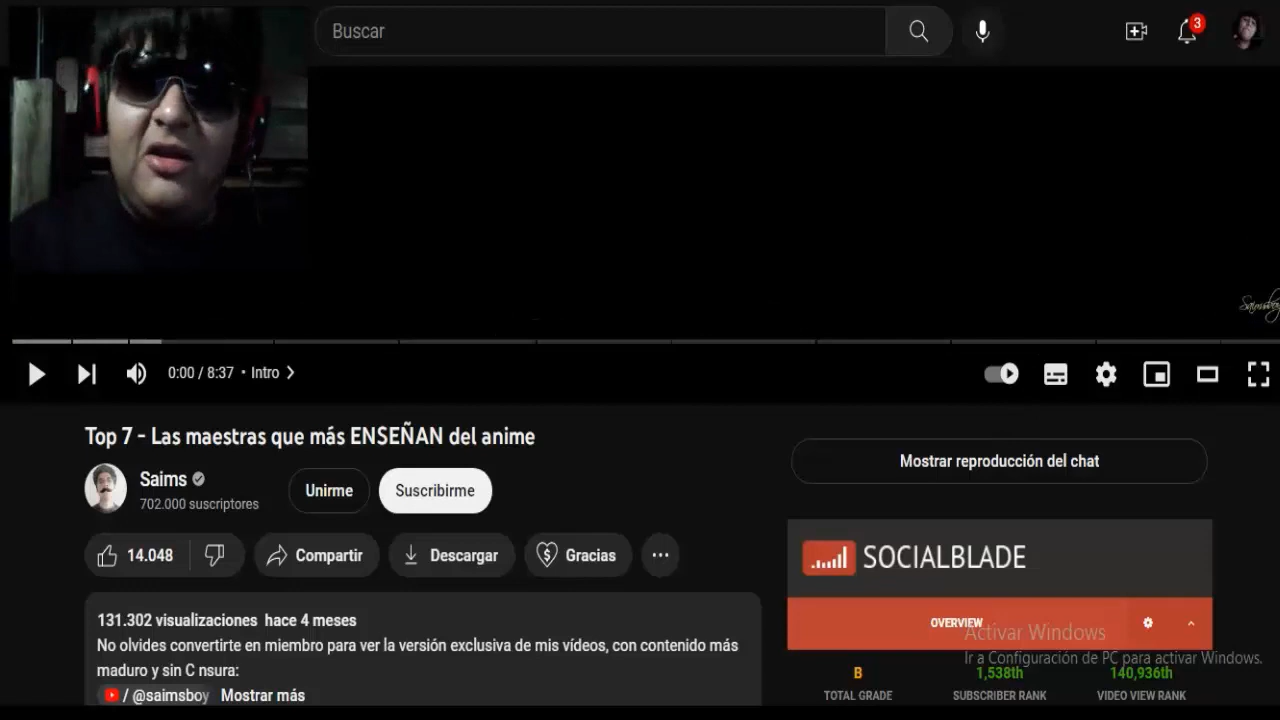 Buscar
3
Saimsboy
0:00 / 8:37 • Intro
Top 7 - Las maestras que más ENSEÑAN del anime
Saims
702.000 suscriptores
Unirme
Suscribirme
Mostrar reproducción del chat
14.048
Compartir
Descargar
Gracias
SOCIALBLADE
OVERVIEW
131.302 visualizaciones hace 4 meses
No olvides convertirte en miembro para ver la versión exclusiva de mis vídeos, con contenido más
maduro y sin C nsura:
/ @saimsboy Mostrar más
Activar Windows
Ir a Configuración de PC para activar Windows.
B
1,538th
140,936th
TOTAL GRADE
SUBSCRIBER RANK
VIDEO VIEW RANK